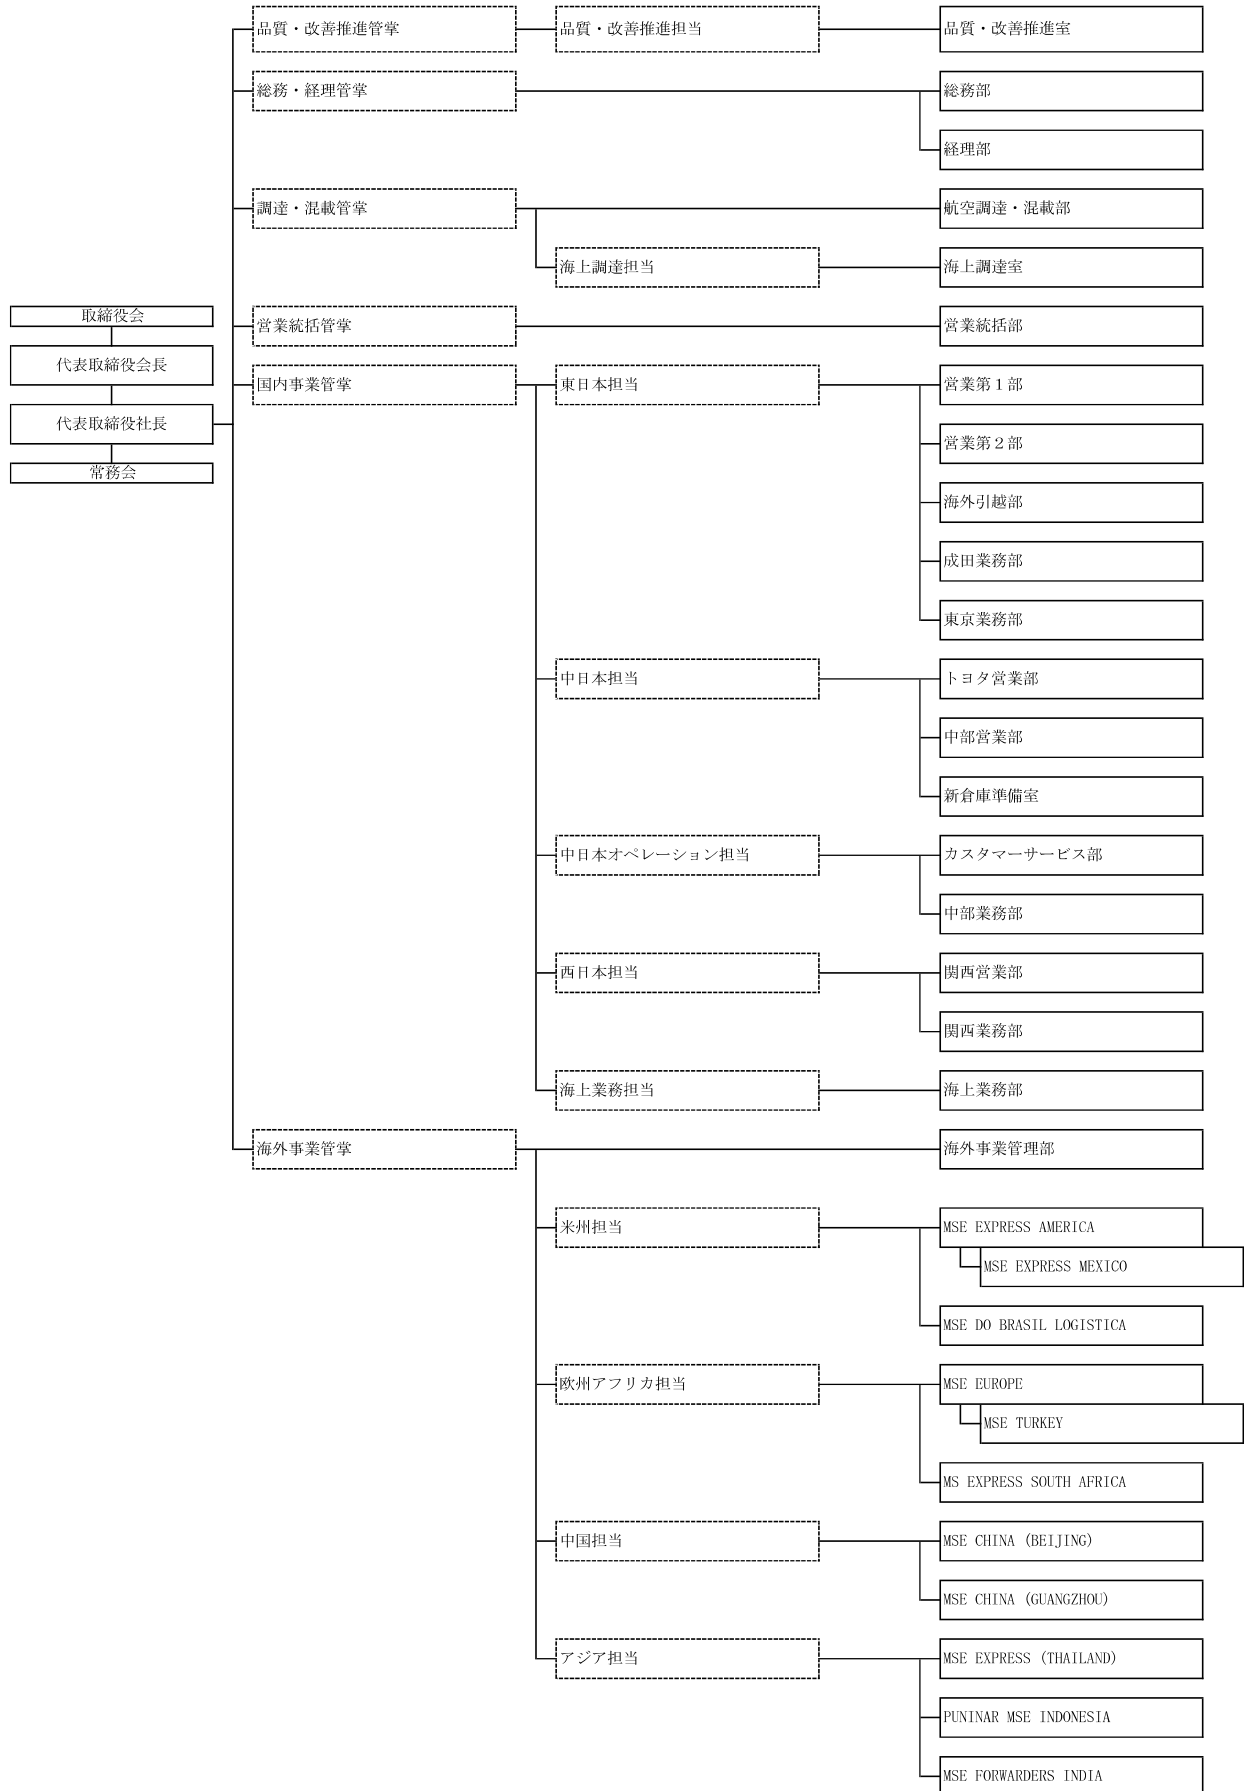 品質・改善推進管掌
品質・改善推進担当
品質・改善推進室
総務・経理管掌
総務部
経理部
調達・混載管掌
航空調達・混載部
海上調達担当
海上調達室
取締役会
代表取締役会長
代表取締役社長
常務会
営業統括管掌
営業統括部
国内事業管掌
東日本担当
営業第1部
営業第2部
海外引越部
成田業務部
東京業務部
中日本担当
トヨタ営業部
中部営業部
新倉庫準備室
中日本オペレーション担当
カスタマーサービス部
中部業務部
西日本担当
関西営業部
関西業務部
海上業務担当
海上業務部
海外事業管掌
海外事業管理部
米州担当
MSE EXPRESS AMERICA
MSE EXPRESS MEXICO
MSE DO BRASIL LOGISTICA
欧州アフリカ担当
MSE EUROPE
MSE TURKEY
MS EXPRESS SOUTH AFRICA
中国担当
MSE CHINA (BEIJING)
MSE CHINA (GUANGZHOU)
アジア担当
MSE EXPRESS (THAILAND)
PUNINAR MSE INDONESIA
MSE FORWARDERS INDIA